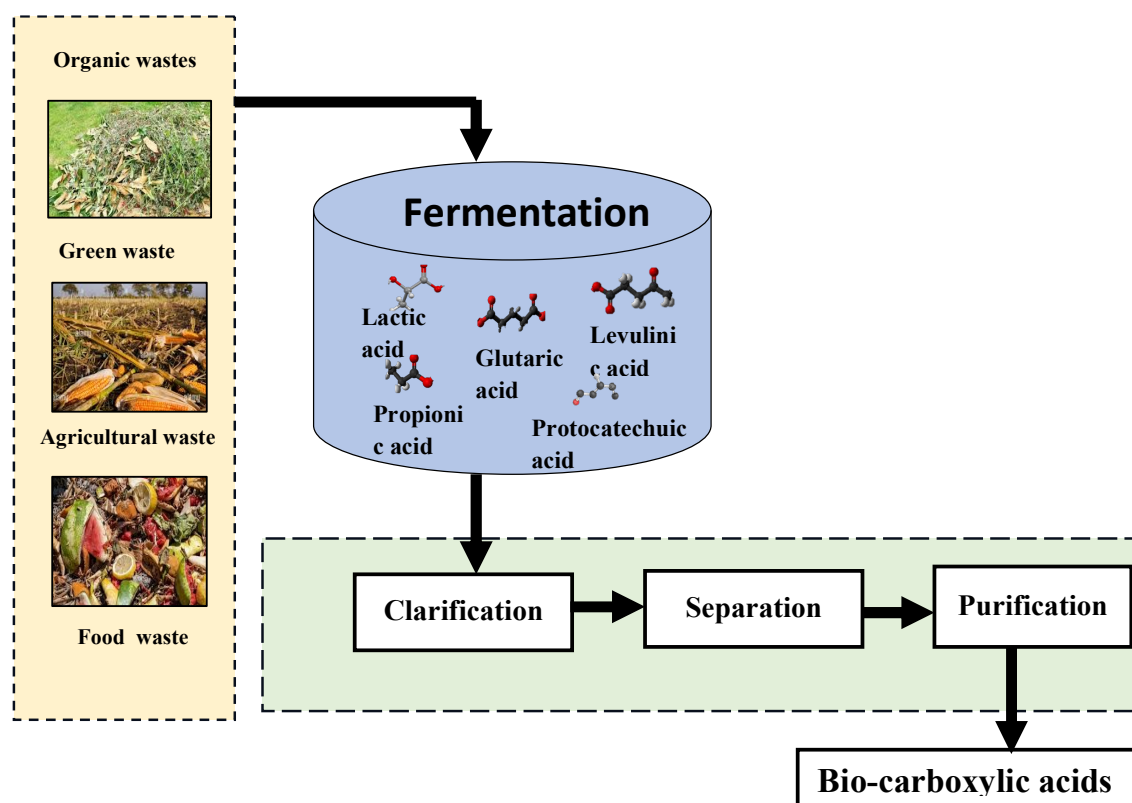 Organic wastes
Green waste
Agricultural waste
Food waste
Fermentation
Lactic
acid
Glutaric
acid
Levulini
c acid
Propioni
c acid
Protocatechuic
acid
Clarification
Separation
Purification
Bio-carboxylic acids